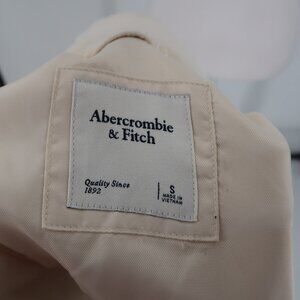 Abercrombie
& Fitch
Quality Since
1892
S
MADE IN
VIETNAM